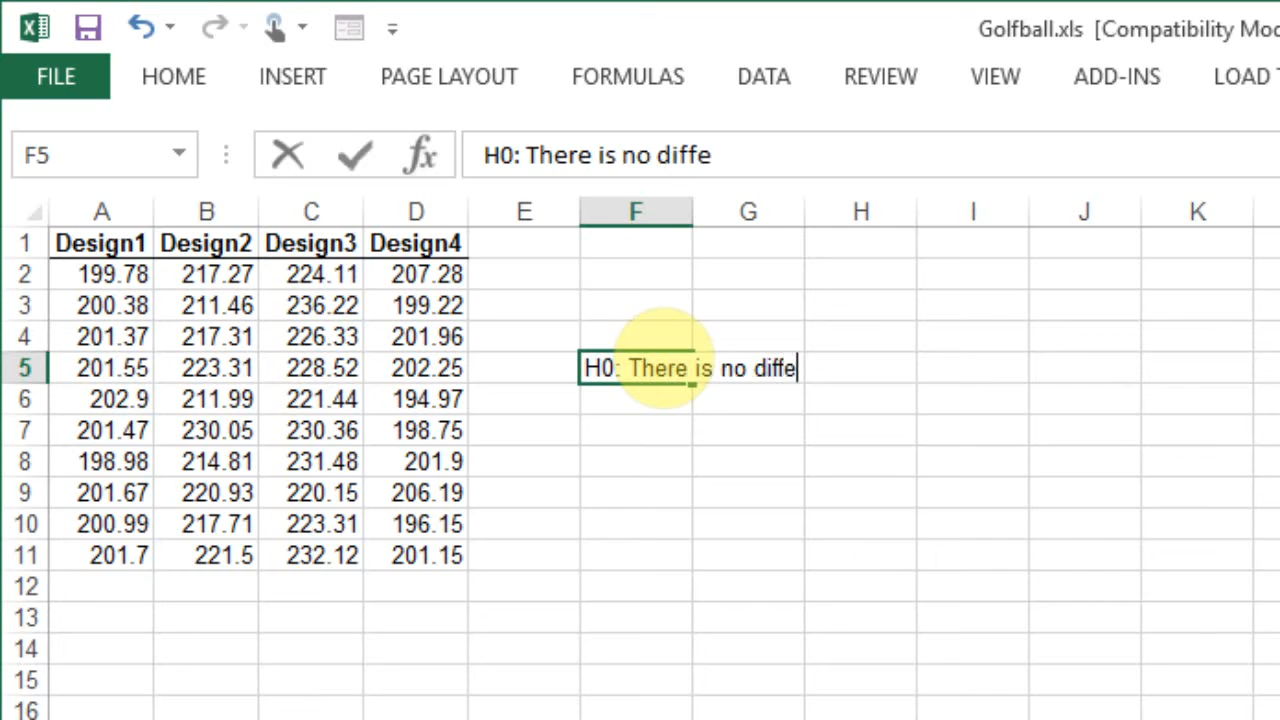 Golfball.xls [Compatibility Mod
FILE HOME INSERT PAGE LAYOUT FORMULAS DATA REVIEW VIEW ADD-INS LOAD T
F5 fx H0: There is no diffe
A B C D E F G H I J K
1 Design1 Design2 Design3 Design4
2 199.78 217.27 224.11 207.28
3 200.38 211.46 236.22 199.22
4 201.37 217.31 226.33 201.96
5 201.55 223.31 228.52 202.25 H0: There is no diffe
6 202.9 211.99 221.44 194.97
7 201.47 230.05 230.36 198.75
8 198.98 214.81 231.48 201.9
9 201.67 220.93 220.15 206.19
10 200.99 217.71 223.31 196.15
11 201.7 221.5 232.12 201.15
12
13
14
15
16